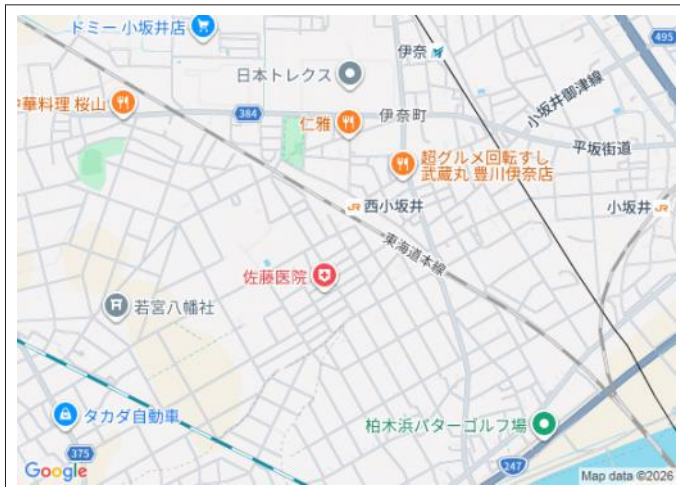 ドミー 小坂井店
伊奈
495
日本トレクス
小坂井御津線
中華料理 桜山
384
仁雅
伊奈町
平坂街道
超グルメ回転すし
武蔵丸 豊川伊奈店
JR 西小坂井
小坂井 JR
東海道本線
佐藤医院
若宮八幡社
タカダ自動車
柏木浜パターゴルフ場
375
247
Google
Map data ©2026